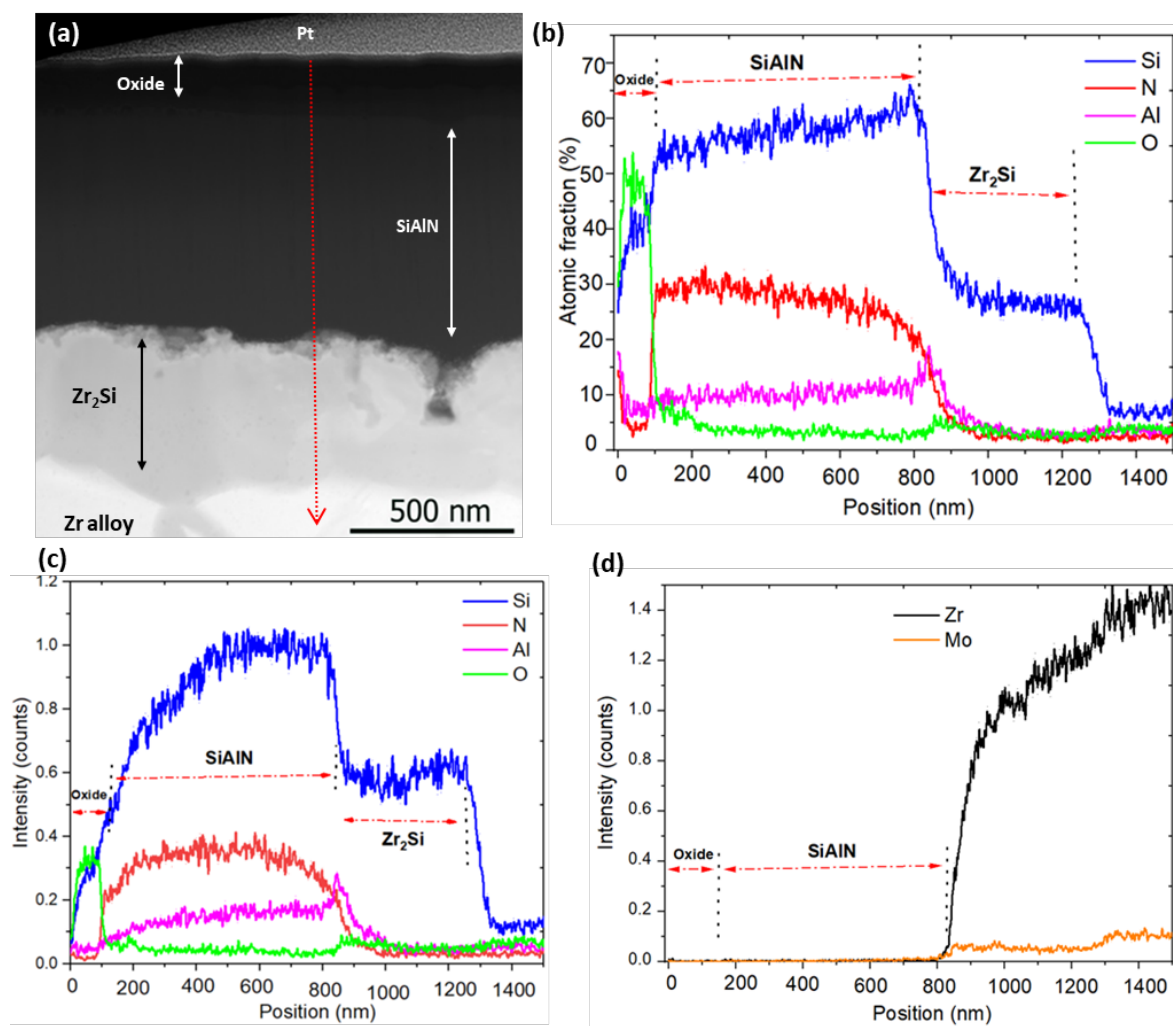 (a)
Pt
Oxide
SiAlN
Zr₂Si
Zr alloy
500 nm
(b)
70
60
50
40
30
20
10
0
Atomic fraction (%)
Oxide
SiAlN
Zr₂Si
Si
N
Al
O
0 200 400 600 800 1000 1200 1400
Position (nm)
(c)
1.2
1.0
0.8
0.6
0.4
0.2
0.0
Intensity (counts)
Oxide
SiAlN
Zr₂Si
Si
N
Al
O
0 200 400 600 800 1000 1200 1400
Position (nm)
(d)
1.4
1.2
1.0
0.8
0.6
0.4
0.2
0.0
Intensity (counts)
Zr
Mo
Oxide
SiAlN
0 200 400 600 800 1000 1200 1400
Position (nm)